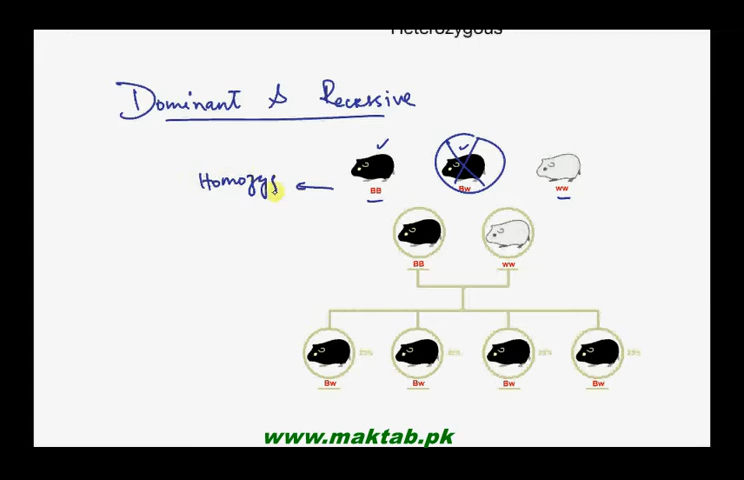 Heterozygous
Dominant & Recessive
Homozyg
BB Bw ww
BB ww
25% 25% 25% 25%
Bw Bw Bw Bw
www.maktab.pk